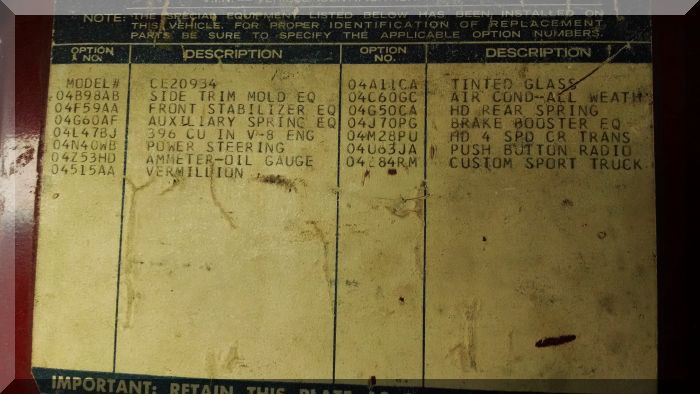 NOTE: THE SPECIAL EQUIPMENT LISTED BELOW HAS BEEN INSTALLED ON
THIS VEHICLE. FOR PROPER IDENTIFICATION OF REPLACEMENT
PARTS BE SURE TO SPECIFY THE APPLICABLE OPTION NUMBERS.
OPTION NO. DESCRIPTION OPTION NO. DESCRIPTION
MODEL# CE20934 04A11CA TINTED GLASS
04B98AB SIDE TRIM MOLD EQ 04C60GC AIR COND-ALL WEATH
04F59AA FRONT STABILIZER EQ 04G50CA HD REAR SPRING
04G60AF AUXILIARY SPRING EQ 04J70PG BRAKE BOOSTER EQ
04L47BJ 396 CU IN V-8 ENG 04M28PU HD 4 SPD CR TRANS
04N40WB POWER STEERING 04U63JA PUSH BUTTON RADIO
04Z53HD AMMETER-OIL GAUGE 04Z84RM CUSTOM SPORT TRUCK
04515AA VERMILLION
IMPORTANT: RETAIN THIS PLATE AS